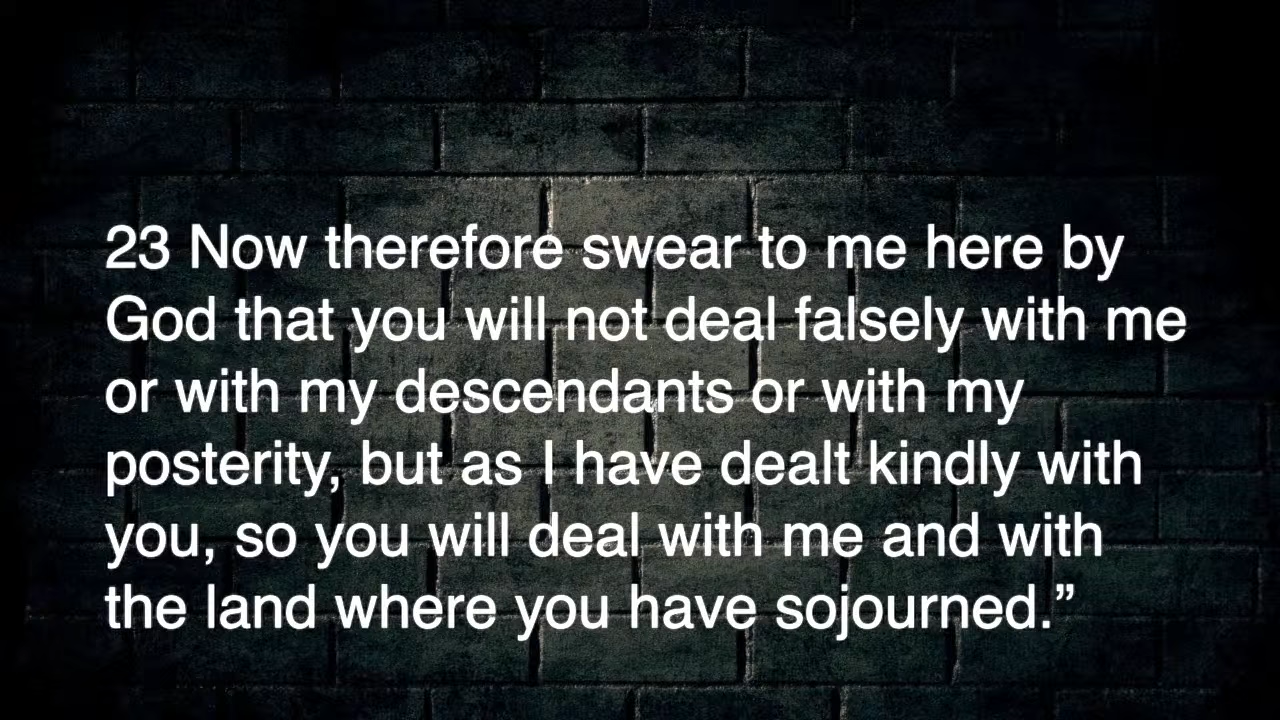 23 Now therefore swear to me here by
God that you will not deal falsely with me
or with my descendants or with my
posterity, but as I have dealt kindly with
you, so you will deal with me and with
the land where you have sojourned.”